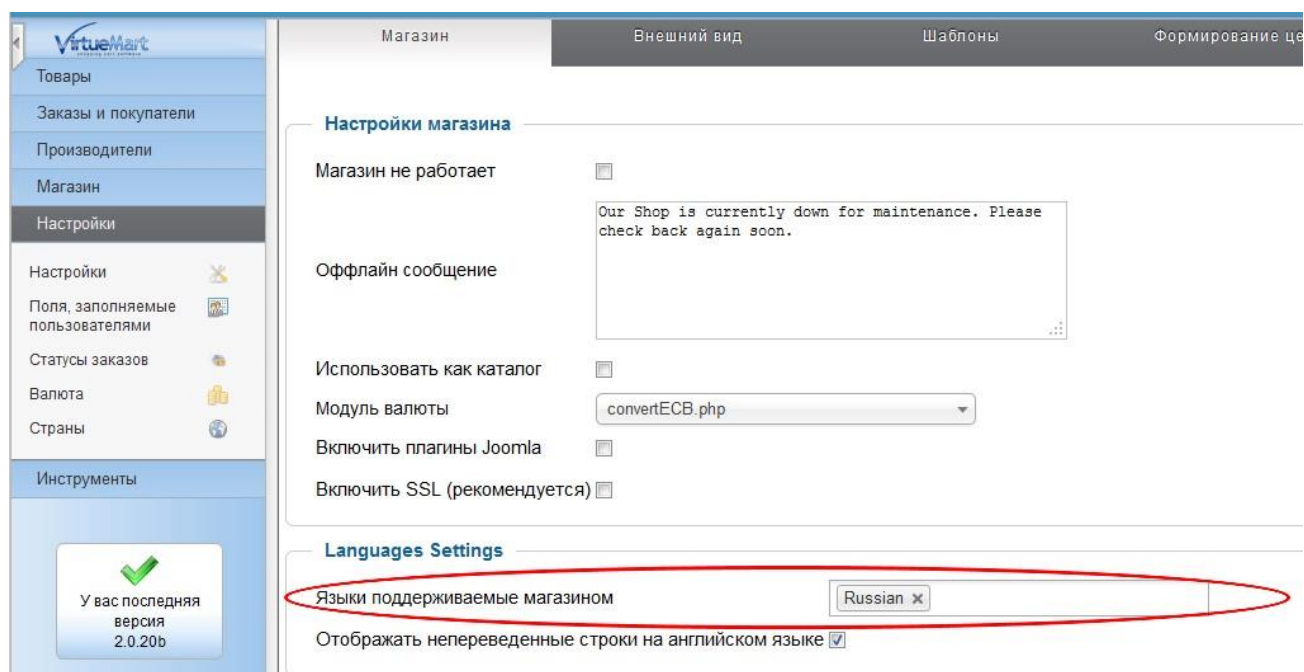 VirtueMart
Магазин
Внешний вид
Шаблоны
Формирование це
Товары
Заказы и покупатели
Производители
Магазин
Настройки
Настройки
Поля, заполняемые
пользователями
Статусы заказов
Валюта
Страны
Инструменты
У вас последняя
версия
2.0.20b
Настройки магазина
Магазин не работает
Оффлайн сообщение
Our Shop is currently down for maintenance. Please
check back again soon.
Использовать как каталог
Модуль валюты
convertECB.php
Включить плагины Joomla
Включить SSL (рекомендуется)
Languages Settings
Языки поддерживаемые магазином
Russian
Отображать непереведенные строки на английском языке